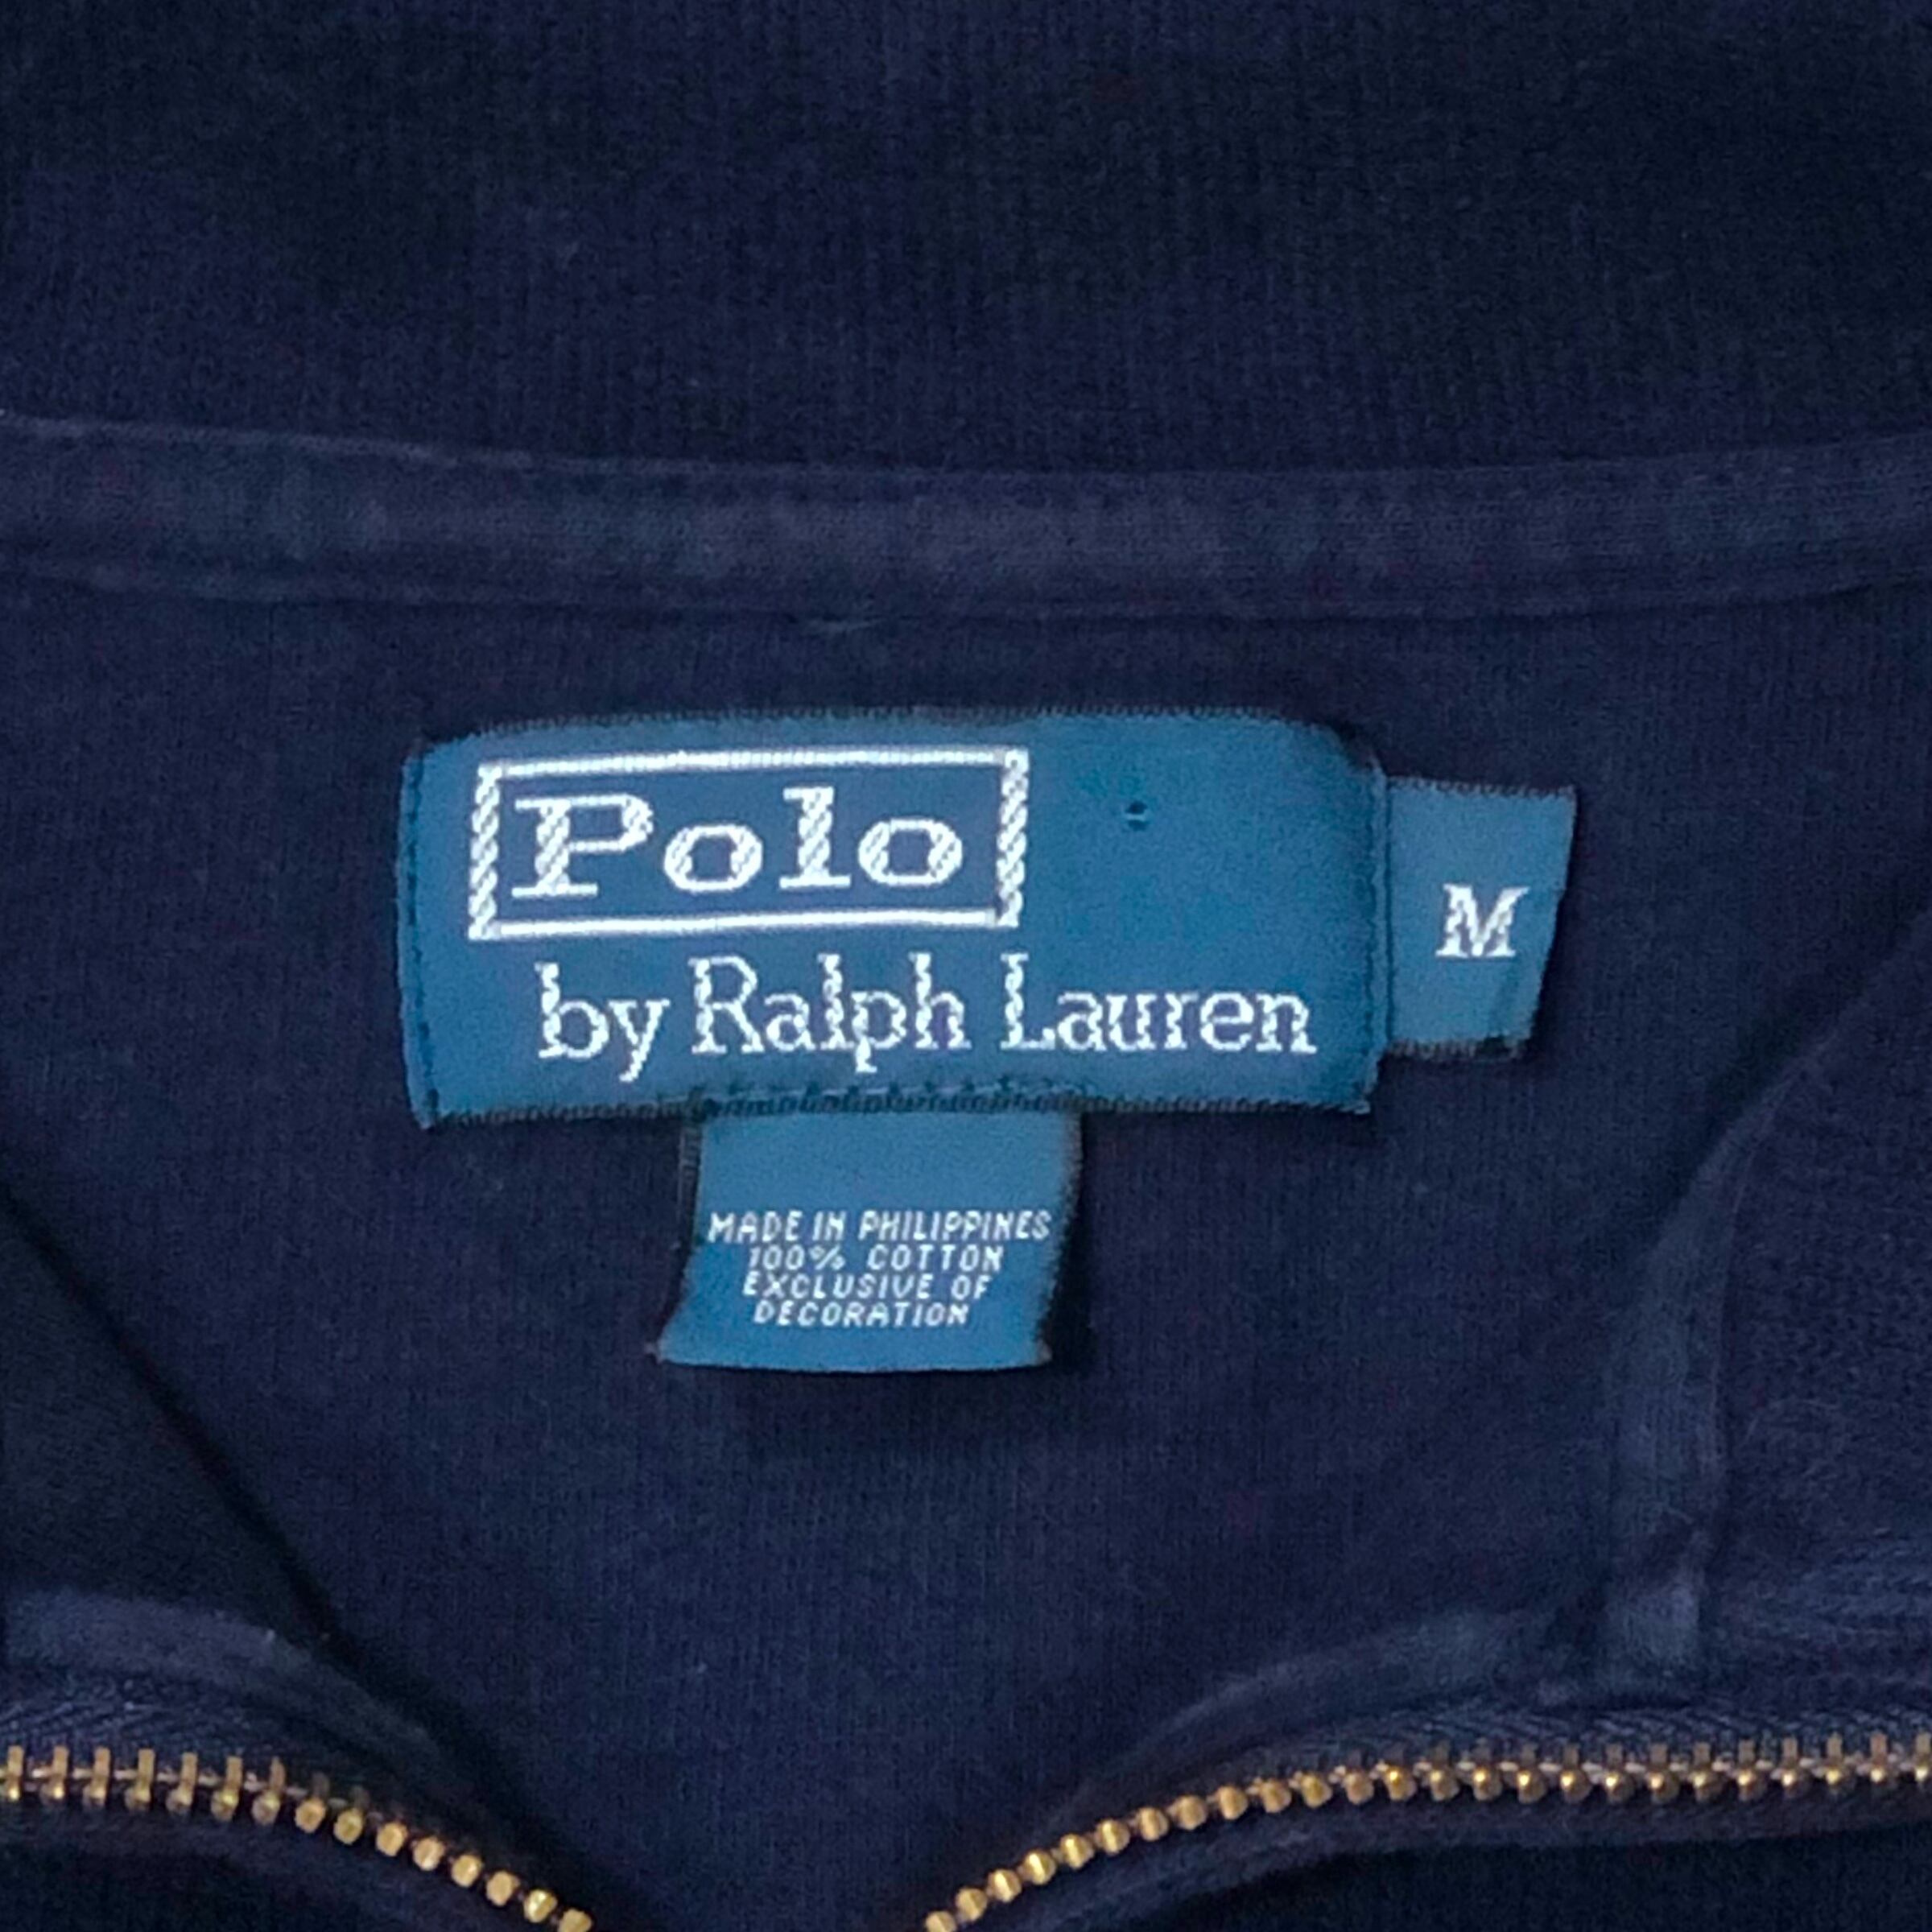 Polo
by Ralph Lauren
M
MADE IN PHILIPPINES
100% COTTON
EXCLUSIVE OF
DECORATION